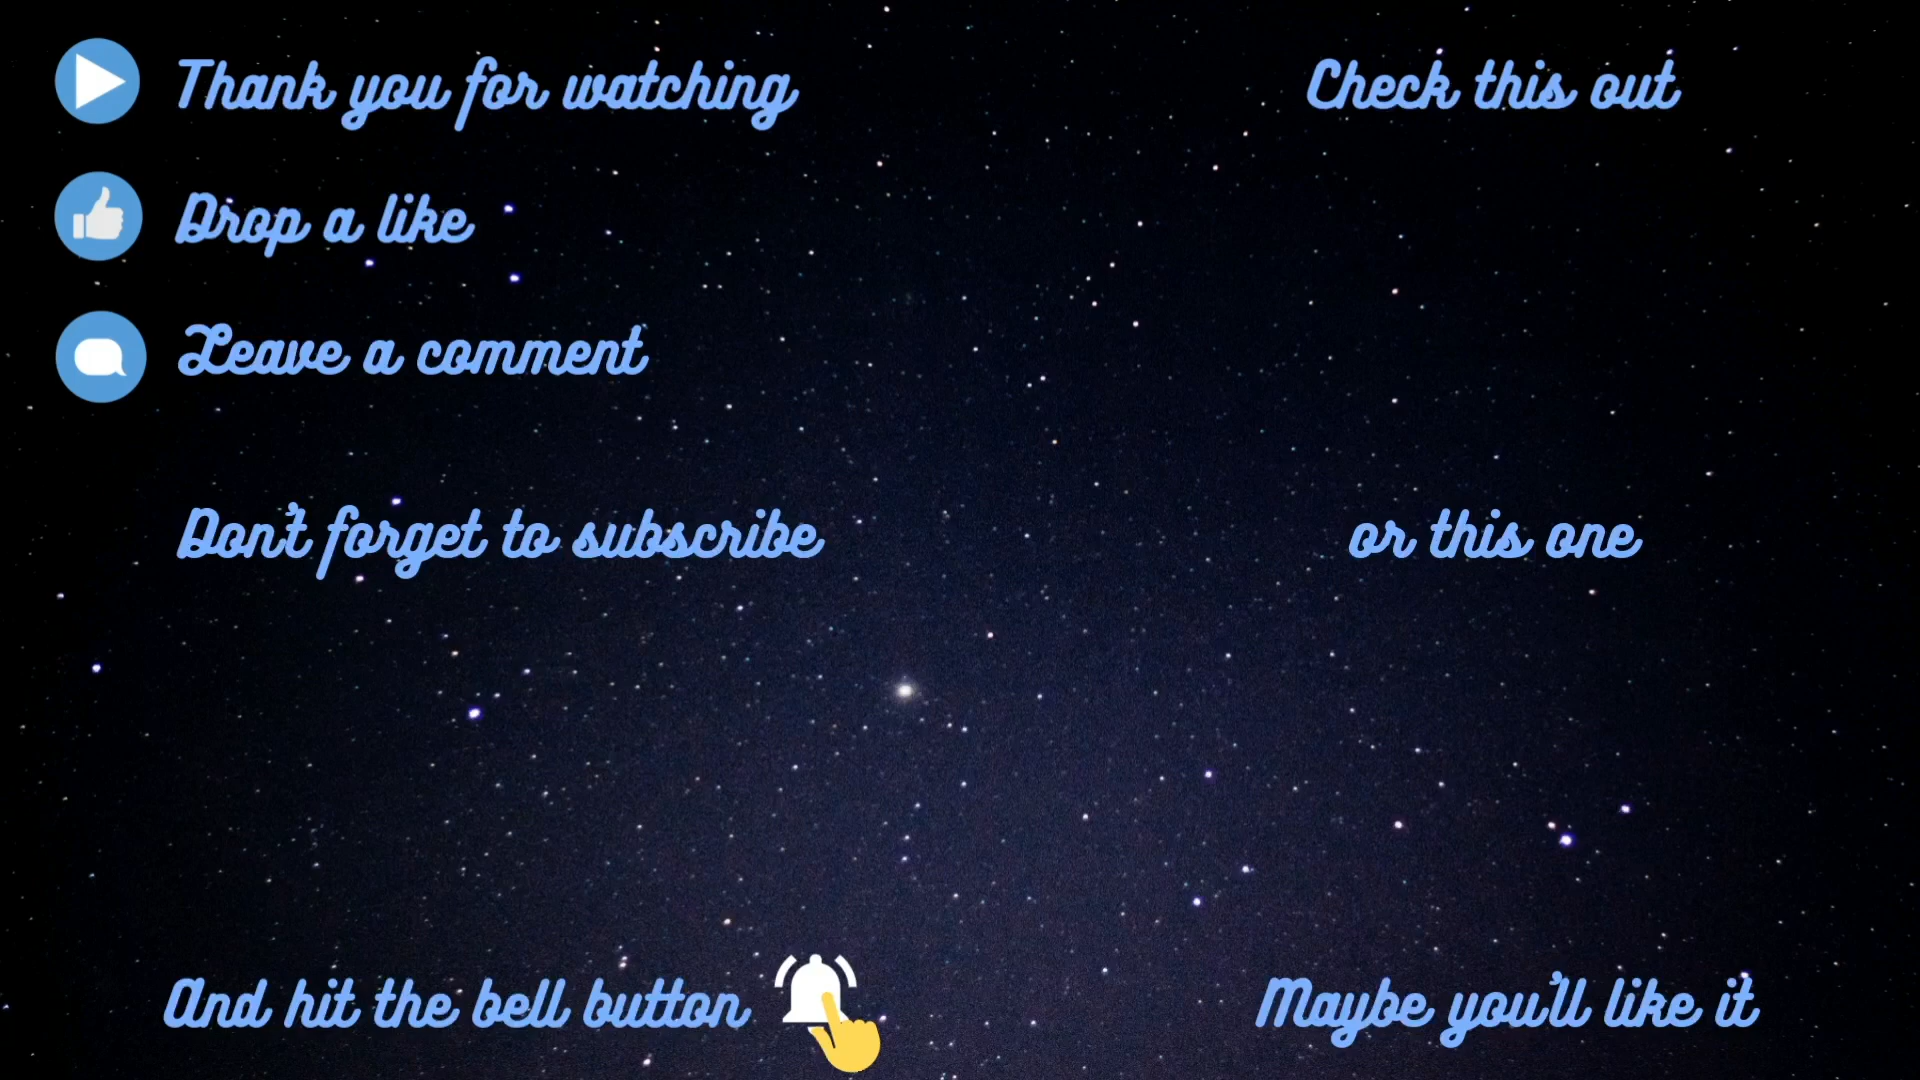 Thank you for watching
Drop a like
Leave a comment
Don't forget to subscribe
And hit the bell button
Check this out
or this one
Maybe you'll like it